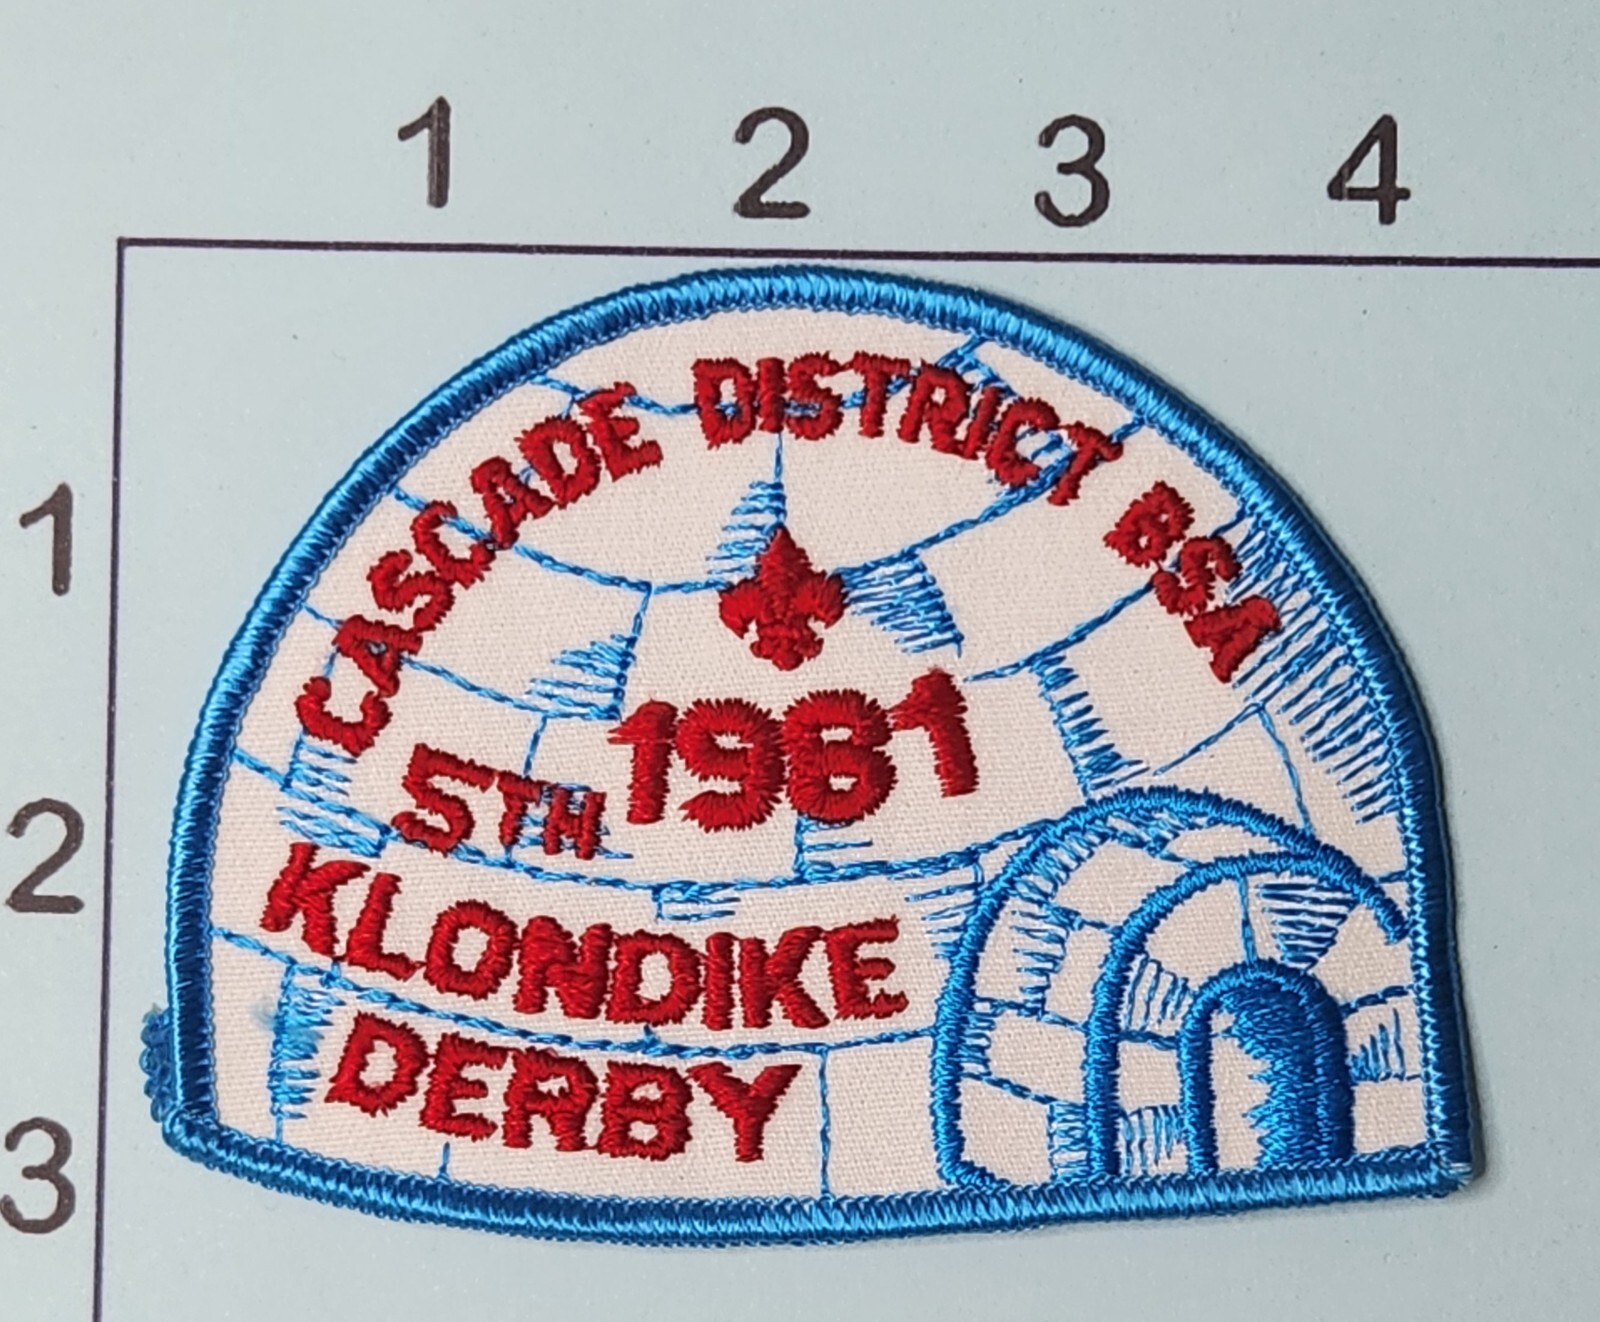 1 2 3 4
1
2
3
CASCADE DISTRICT BSA
1981
5TH
KLONDIKE
DERBY